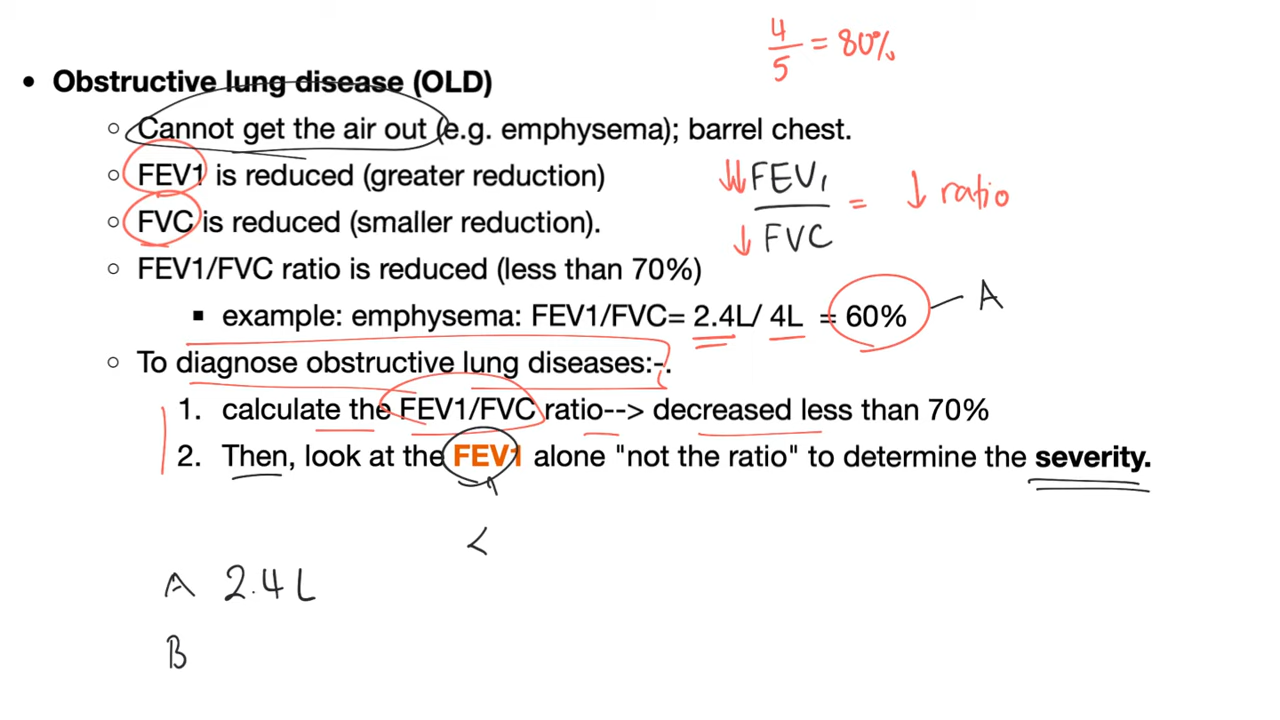 4/5 = 80%
• Obstructive lung disease (OLD)
○ Cannot get the air out (e.g. emphysema); barrel chest.
○ FEV1 is reduced (greater reduction)
↓↓ FEV1 / ↓ FVC = ↓ ratio
○ FVC is reduced (smaller reduction).
○ FEV1/FVC ratio is reduced (less than 70%)
▪ example: emphysema: FEV1/FVC= 2.4L/ 4L = 60% — A
○ To diagnose obstructive lung diseases:-.
1. calculate the FEV1/FVC ratio--> decreased less than 70%
2. Then, look at the FEV1 alone "not the ratio" to determine the severity.
<
A 2.4 L
B